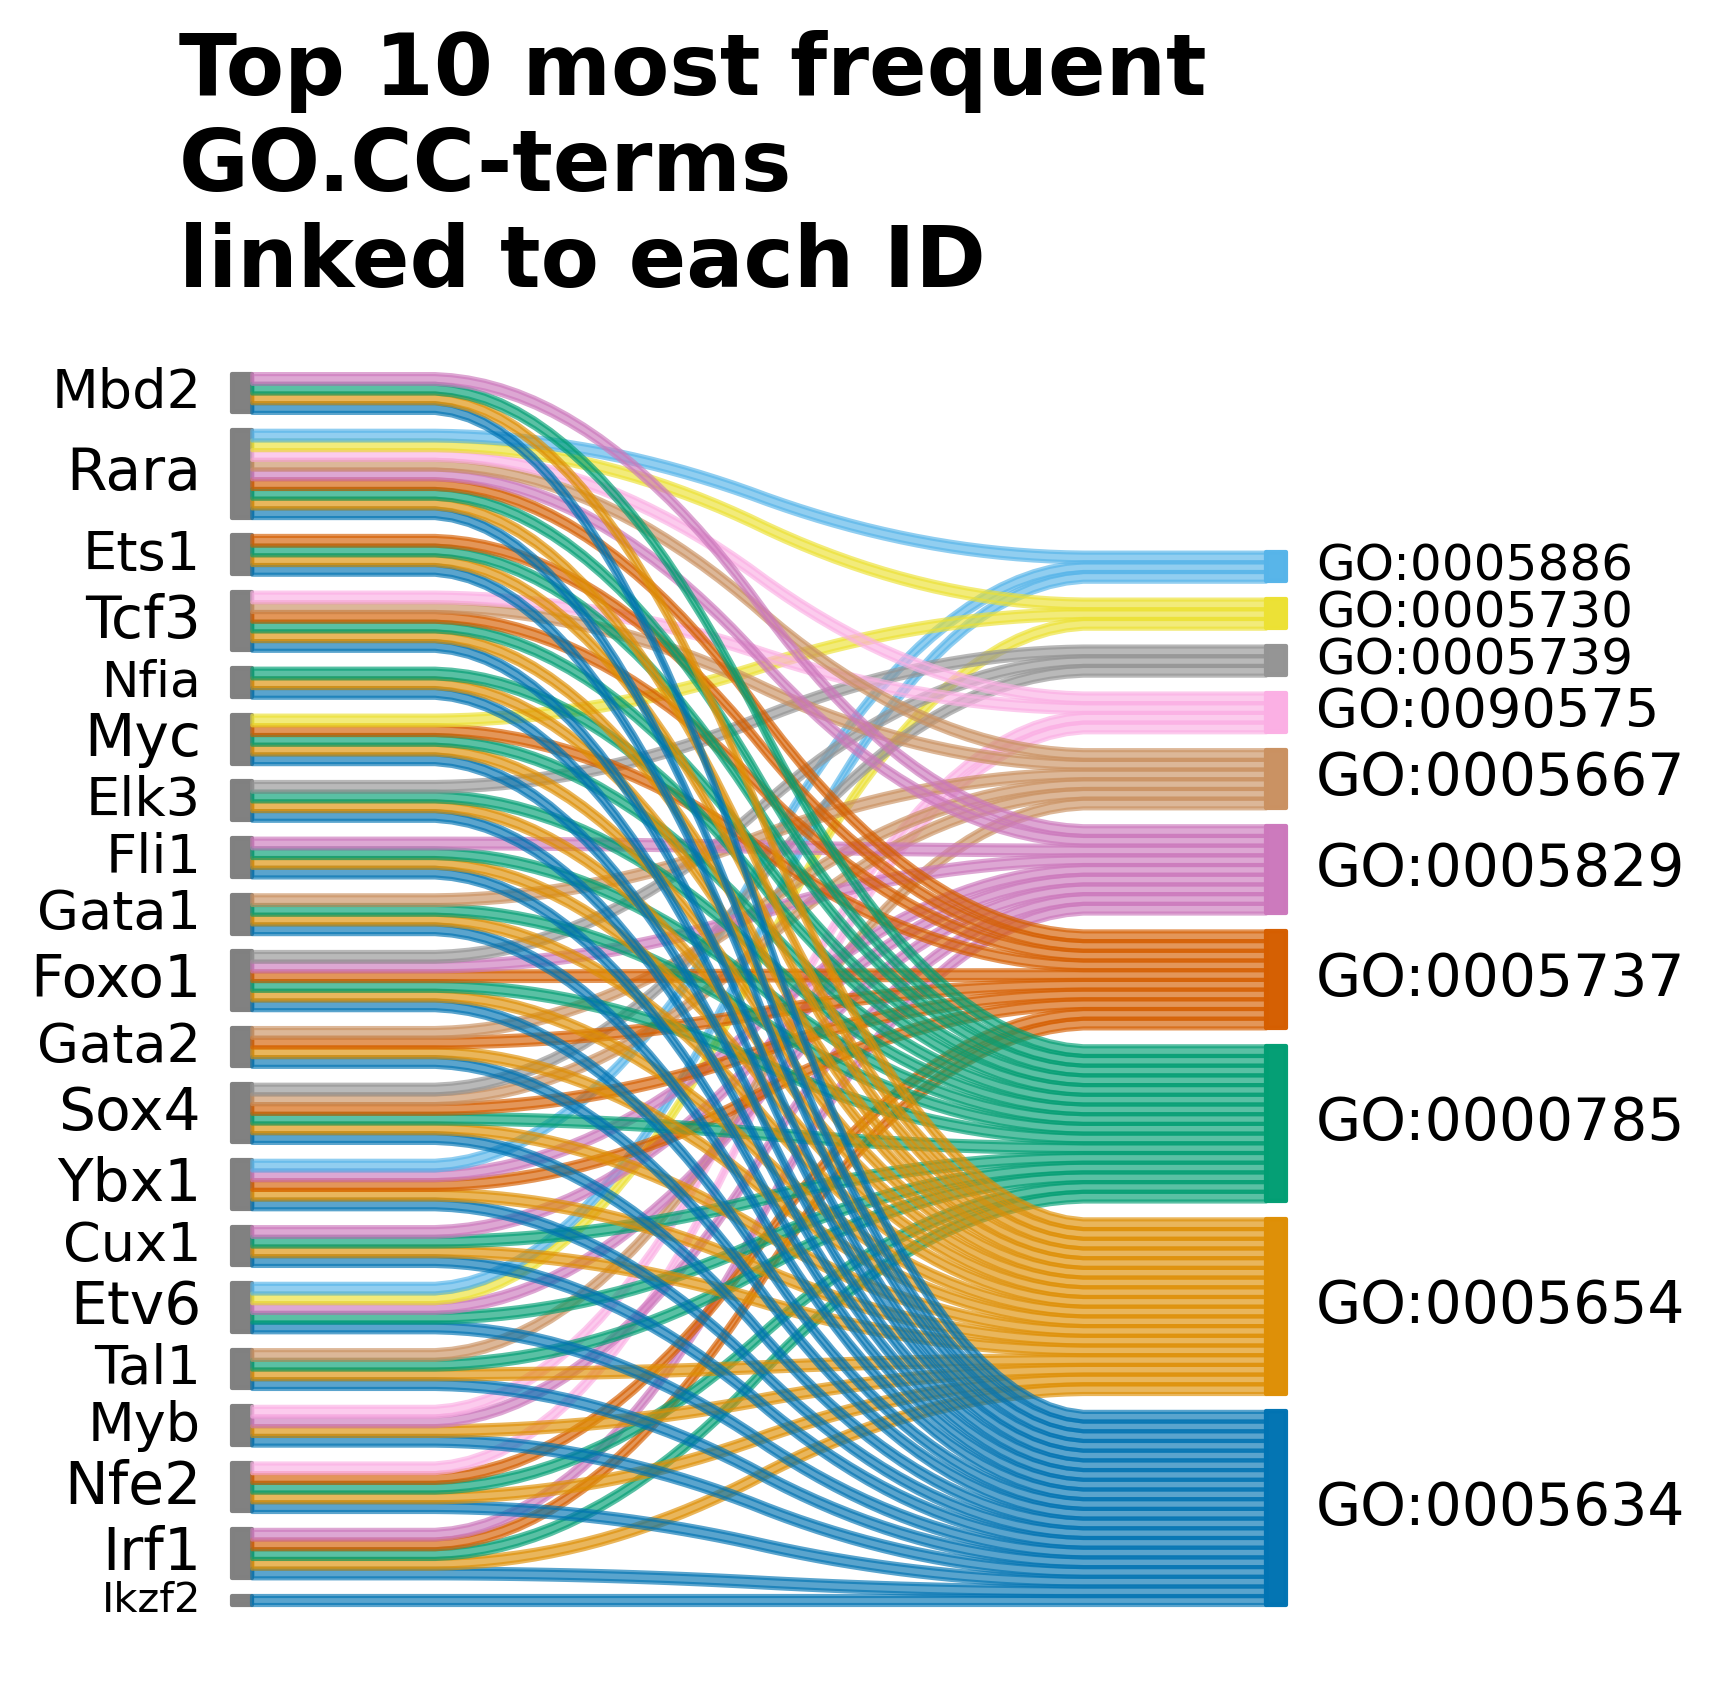 Top 10 most frequent
GO.CC-terms
linked to each ID
Mbd2
Rara
Ets1
Tcf3
Nfia
Myc
Elk3
Fli1
Gata1
Foxo1
Gata2
Sox4
Ybx1
Cux1
Etv6
Tal1
Myb
Nfe2
Irf1
Ikzf2
GO:0005886
GO:0005730
GO:0005739
GO:0090575
GO:0005667
GO:0005829
GO:0005737
GO:0000785
GO:0005654
GO:0005634